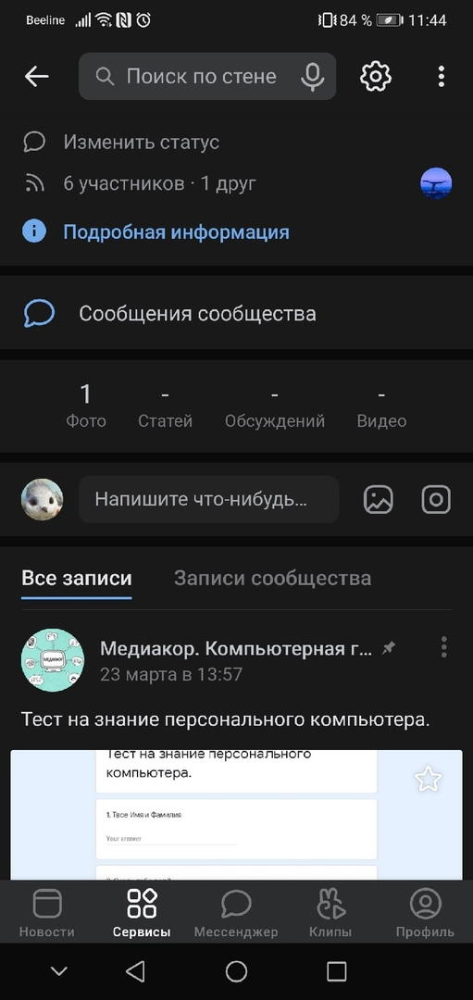 Beeline 84 % 11:44
Поиск по стене
Изменить статус
6 участников · 1 друг
Подробная информация
Сообщения сообщества
1 - - -
Фото Статей Обсуждений Видео
Напишите что-нибудь...
Все записи Записи сообщества
МЕДИАКОР
Медиакор. Компьютерная г...
23 марта в 13:57
Тест на знание персонального компьютера.
Тест на знание персонального
компьютера.
1. Твое Имя и Фамилия
Your answer
Новости Сервисы Мессенджер Клипы Профиль